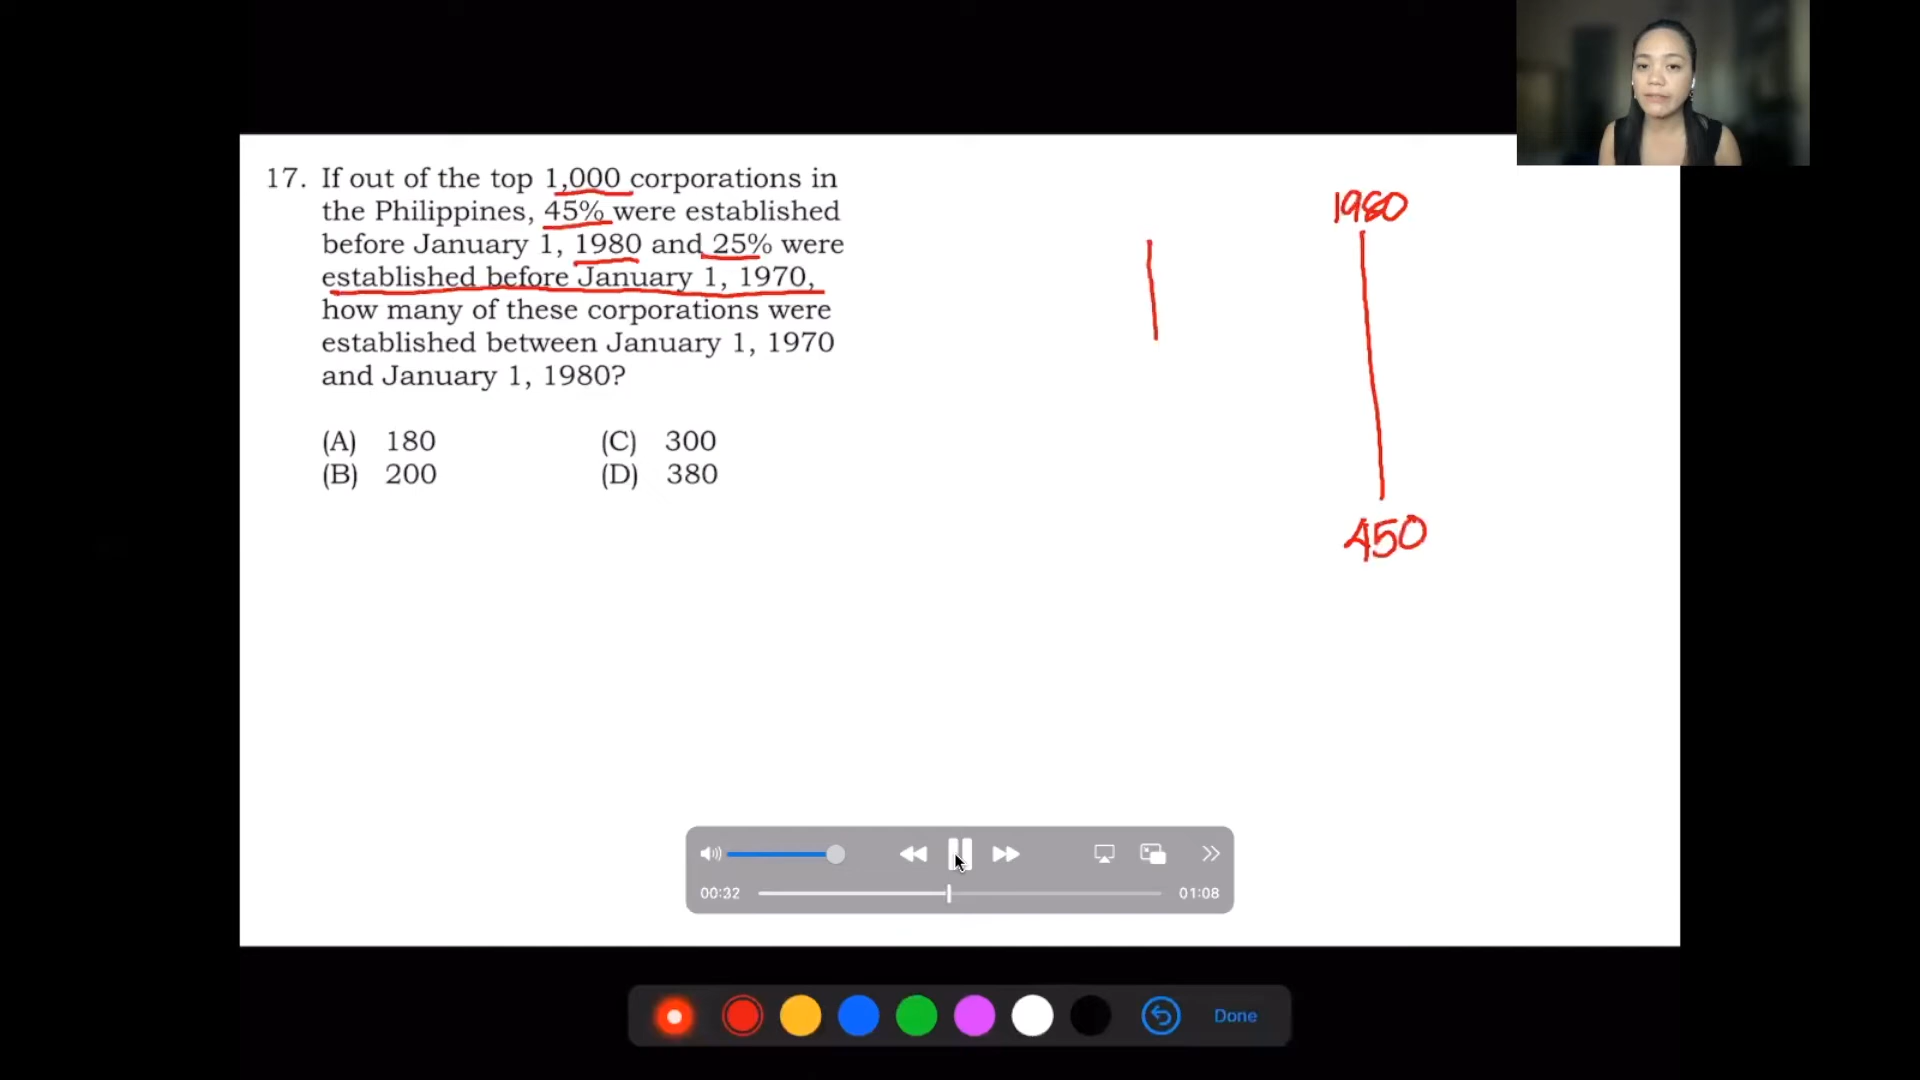 17. If out of the top 1,000 corporations in
the Philippines, 45% were established
before January 1, 1980 and 25% were
established before January 1, 1970,
how many of these corporations were
established between January 1, 1970
and January 1, 1980?
(A) 180 (C) 300
(B) 200 (D) 380
1980
450
00:32 01:08
Done